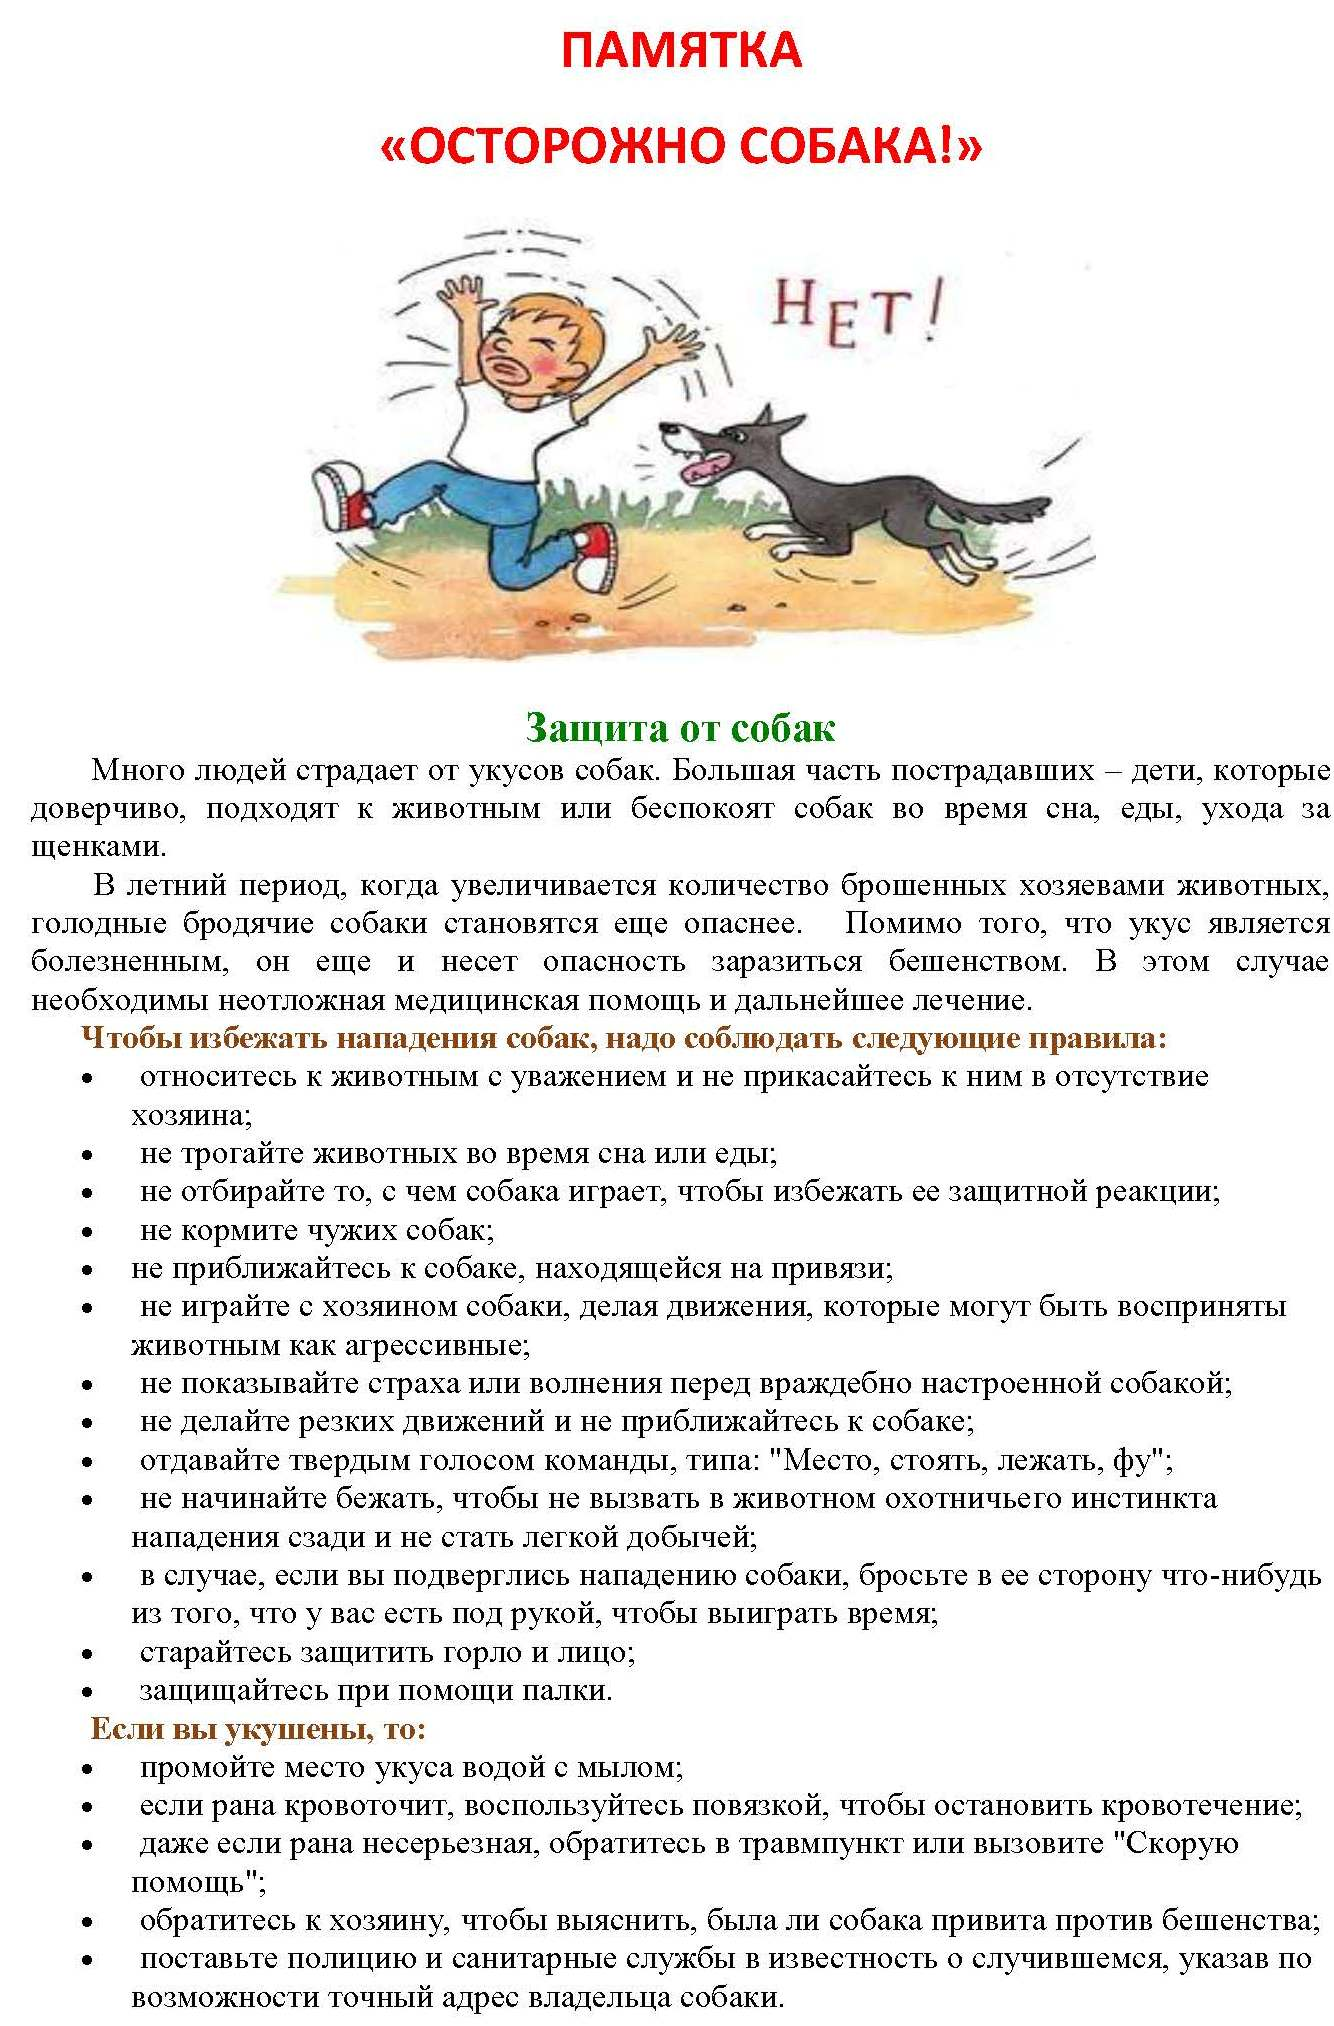 ПАМЯТКА
«ОСТОРОЖНО СОБАКА!»
НЕТ!
Защита от собак
Много людей страдает от укусов собак. Большая часть пострадавших – дети, которые
доверчиво, подходят к животным или беспокоят собак во время сна, еды, ухода за
щенками.
В летний период, когда увеличивается количество брошенных хозяевами животных,
голодные бродячие собаки становятся еще опаснее. Помимо того, что укус является
болезненным, он еще и несет опасность заразиться бешенством. В этом случае
необходимы неотложная медицинская помощь и дальнейшее лечение.
Чтобы избежать нападения собак, надо соблюдать следующие правила:
• относитесь к животным с уважением и не прикасайтесь к ним в отсутствие
хозяина;
• не трогайте животных во время сна или еды;
• не отбирайте то, с чем собака играет, чтобы избежать ее защитной реакции;
• не кормите чужих собак;
• не приближайтесь к собаке, находящейся на привязи;
• не играйте с хозяином собаки, делая движения, которые могут быть восприняты
животным как агрессивные;
• не показывайте страха или волнения перед враждебно настроенной собакой;
• не делайте резких движений и не приближайтесь к собаке;
• отдавайте твердым голосом команды, типа: "Место, стоять, лежать, фу";
• не начинайте бежать, чтобы не вызвать в животном охотничьего инстинкта
нападения сзади и не стать легкой добычей;
• в случае, если вы подверглись нападению собаки, бросьте в ее сторону что-нибудь
из того, что у вас есть под рукой, чтобы выиграть время;
• старайтесь защитить горло и лицо;
• защищайтесь при помощи палки.
Если вы укушены, то:
• промойте место укуса водой с мылом;
• если рана кровоточит, воспользуйтесь повязкой, чтобы остановить кровотечение;
• даже если рана несерьезная, обратитесь в травмпункт или вызовите "Скорую
помощь";
• обратитесь к хозяину, чтобы выяснить, была ли собака привита против бешенства;
• поставьте полицию и санитарные службы в известность о случившемся, указав по
возможности точный адрес владельца собаки.